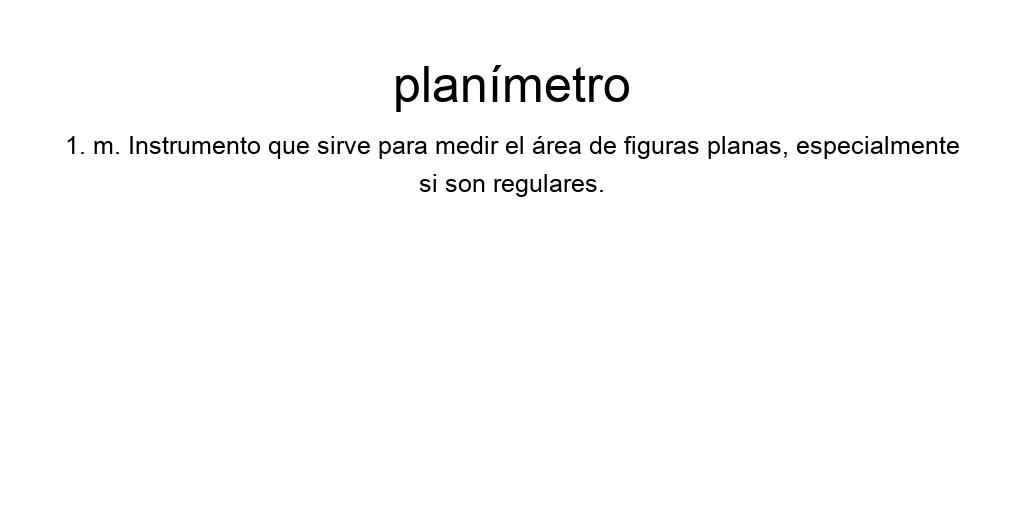 planímetro
1. m. Instrumento que sirve para medir el área de figuras planas, especialmente
si son regulares.